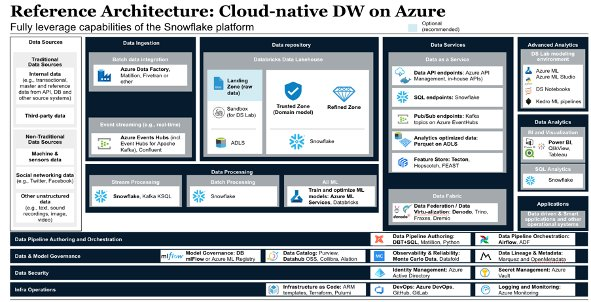 Reference Architecture: Cloud-native DW on Azure
Fully leverage capabilities of the Snowflake platform
Optional
(recommended)
Data Sources
Traditional
Data Sources
Internal data
(e.g., transactional,
master and reference
data from API, DB and
other source systems)
Third-party data
Non-Traditional
Data Sources
Machine &
sensors data
Social networking data
(e.g., Twitter, Facebook)
Other unstructured
data
(e.g., text, sound
recordings, image,
video)
Data Ingestion
Batch data integration
Azure Data Factory,
Matillion, Fivetran or
other
Event streaming (e.g., real-time)
Azure Events Hubs (incl
Event Hubs for Apache
Kafka), Confluent
Data repository
Databricks Data Lakehouse
Landing
Zone (raw
data)
Sandbox
(for DS Lab)
ADLS
Trusted Zone
(Domain model)
Refined Zone
Snowflake
Data Processing
Stream Processing
Snowflake, Kafka KSQL
Batch Processing
Snowflake
AI ML
Train and optimize ML
models: Azure ML
Services, Databricks
Data Services
Data as a Service
Data API endpoints: Azure API
Management, in-house APIs)
SQL endpoints: Snowflake
Pub/Sub endpoints: Kafka
topics on Azure EventHubs
Analytics optimized data:
Parquet on ADLS
Feature Store: Tecton,
Hopscotch, FEAST
Data Fabric
denodo
Data Federation / Data
Virtualization: Denodo, Trino,
Fraxses, Dremio
Advanced Analytics
DS Lab modeling
environment
Azure ML
Azure ML Studio
DS Notebooks
Kedro ML pipelines
Data Analytics
BI and Visualization
Power BI,
QlikView,
Tableau
SQL Analytics
Snowflake
Applications
Data driven & Smart
applications and other
operational systems
Data Pipeline Authoring and Orchestration
Data Pipeline Authoring:
DBT+SQL, Matillion, Python
Data Pipeline Orchestration:
Airflow, ADF
Data & Model Governance
mlflow
Model Governance: DB
mlFlow or Azure ML Registry
Data Catalog: Purview,
Datahub OSS, Collibra, Alation
Observability & Reliability:
Monte Carlo Data, Datafold
Data Lineage & Metadata:
Marquez and OpenMetadata
Data Security
Identity Management: Azure
Active Directory
Secret Management: Azure
Vault
Infra Operations
Infrastructure as Code: ARM
templates, Terraform, Pulumi
DevOps: Azure DevOps,
GitHub, GitLab
Logging and Monitoring:
Azure Monitoring